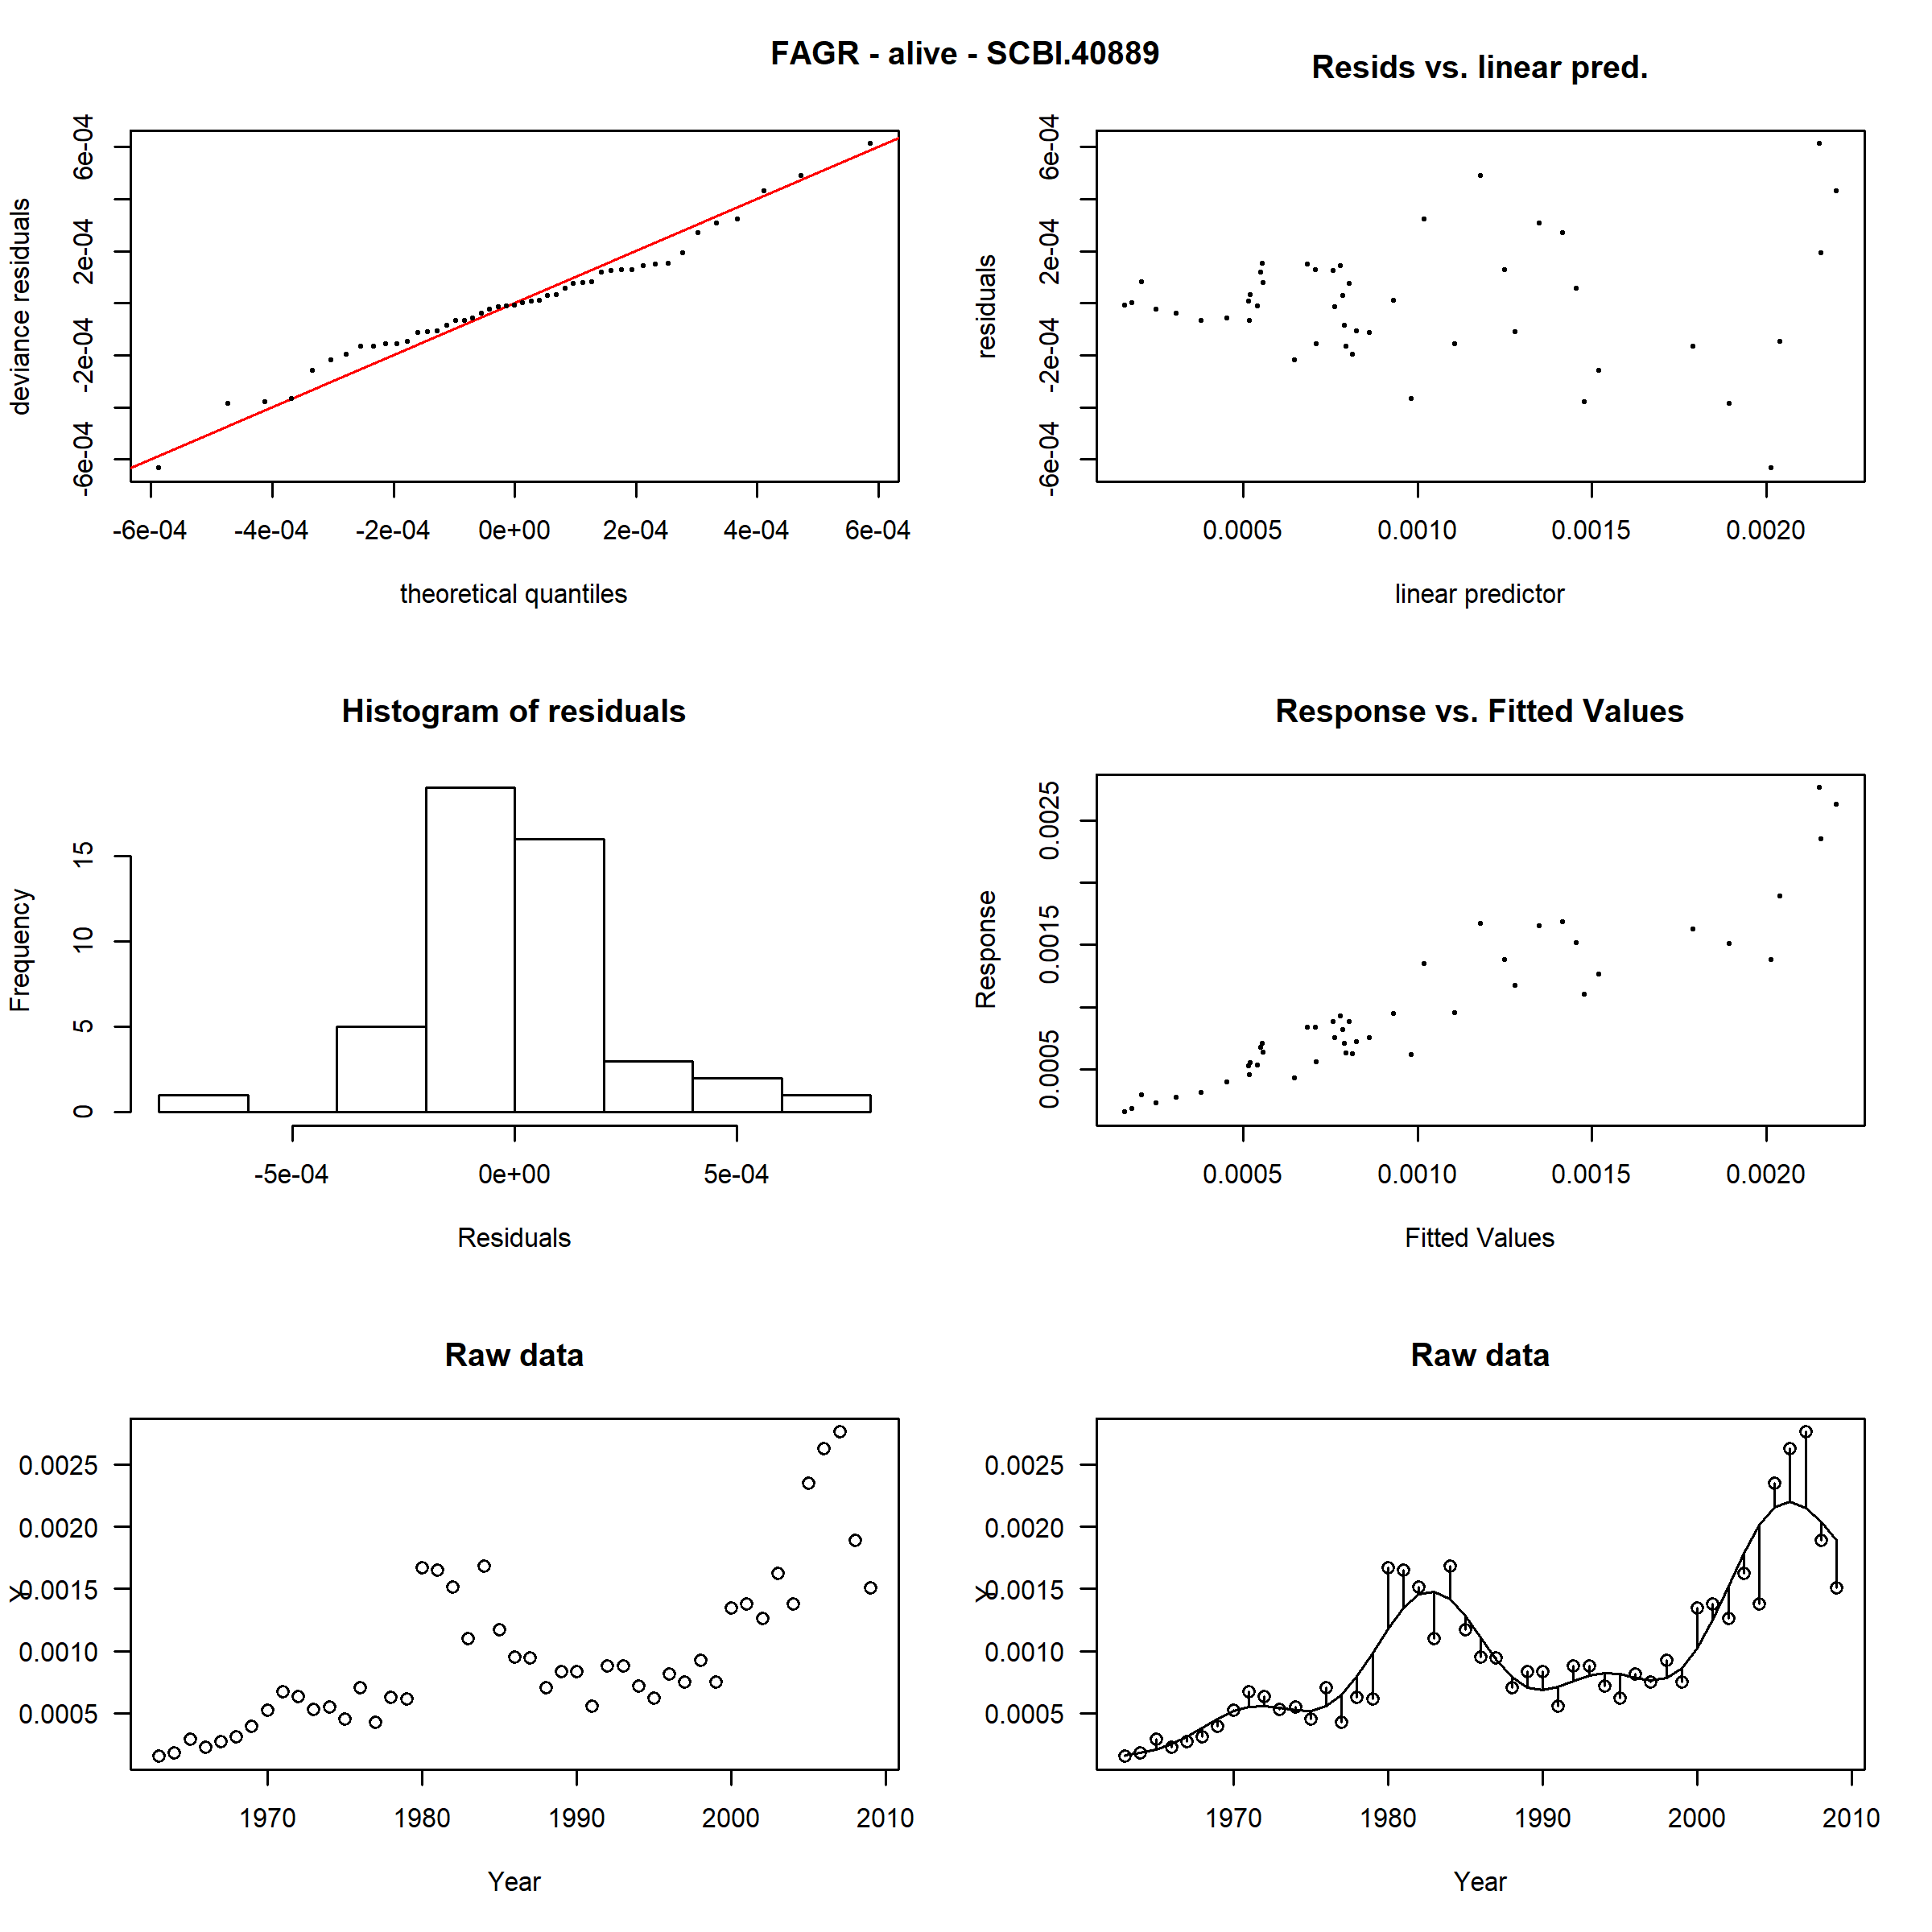 FAGR - alive - SCBI.40889
Resids vs. linear pred.
deviance residuals
-6e-04 -2e-04 2e-04 6e-04
-6e-04 -4e-04 -2e-04 0e+00 2e-04 4e-04 6e-04
theoretical quantiles
residuals
-6e-04 -2e-04 2e-04 6e-04
0.0005 0.0010 0.0015 0.0020
linear predictor
Histogram of residuals
Frequency
0 5 10 15
-5e-04 0e+00 5e-04
Residuals
Response vs. Fitted Values
Response
0.0005 0.0015 0.0025
0.0005 0.0010 0.0015 0.0020
Fitted Values
Raw data
0.0025
0.0020
0.0015
0.0010
0.0005
1970 1980 1990 2000 2010
Year
Raw data
0.0025
0.0020
0.0015
0.0010
0.0005
1970 1980 1990 2000 2010
Year